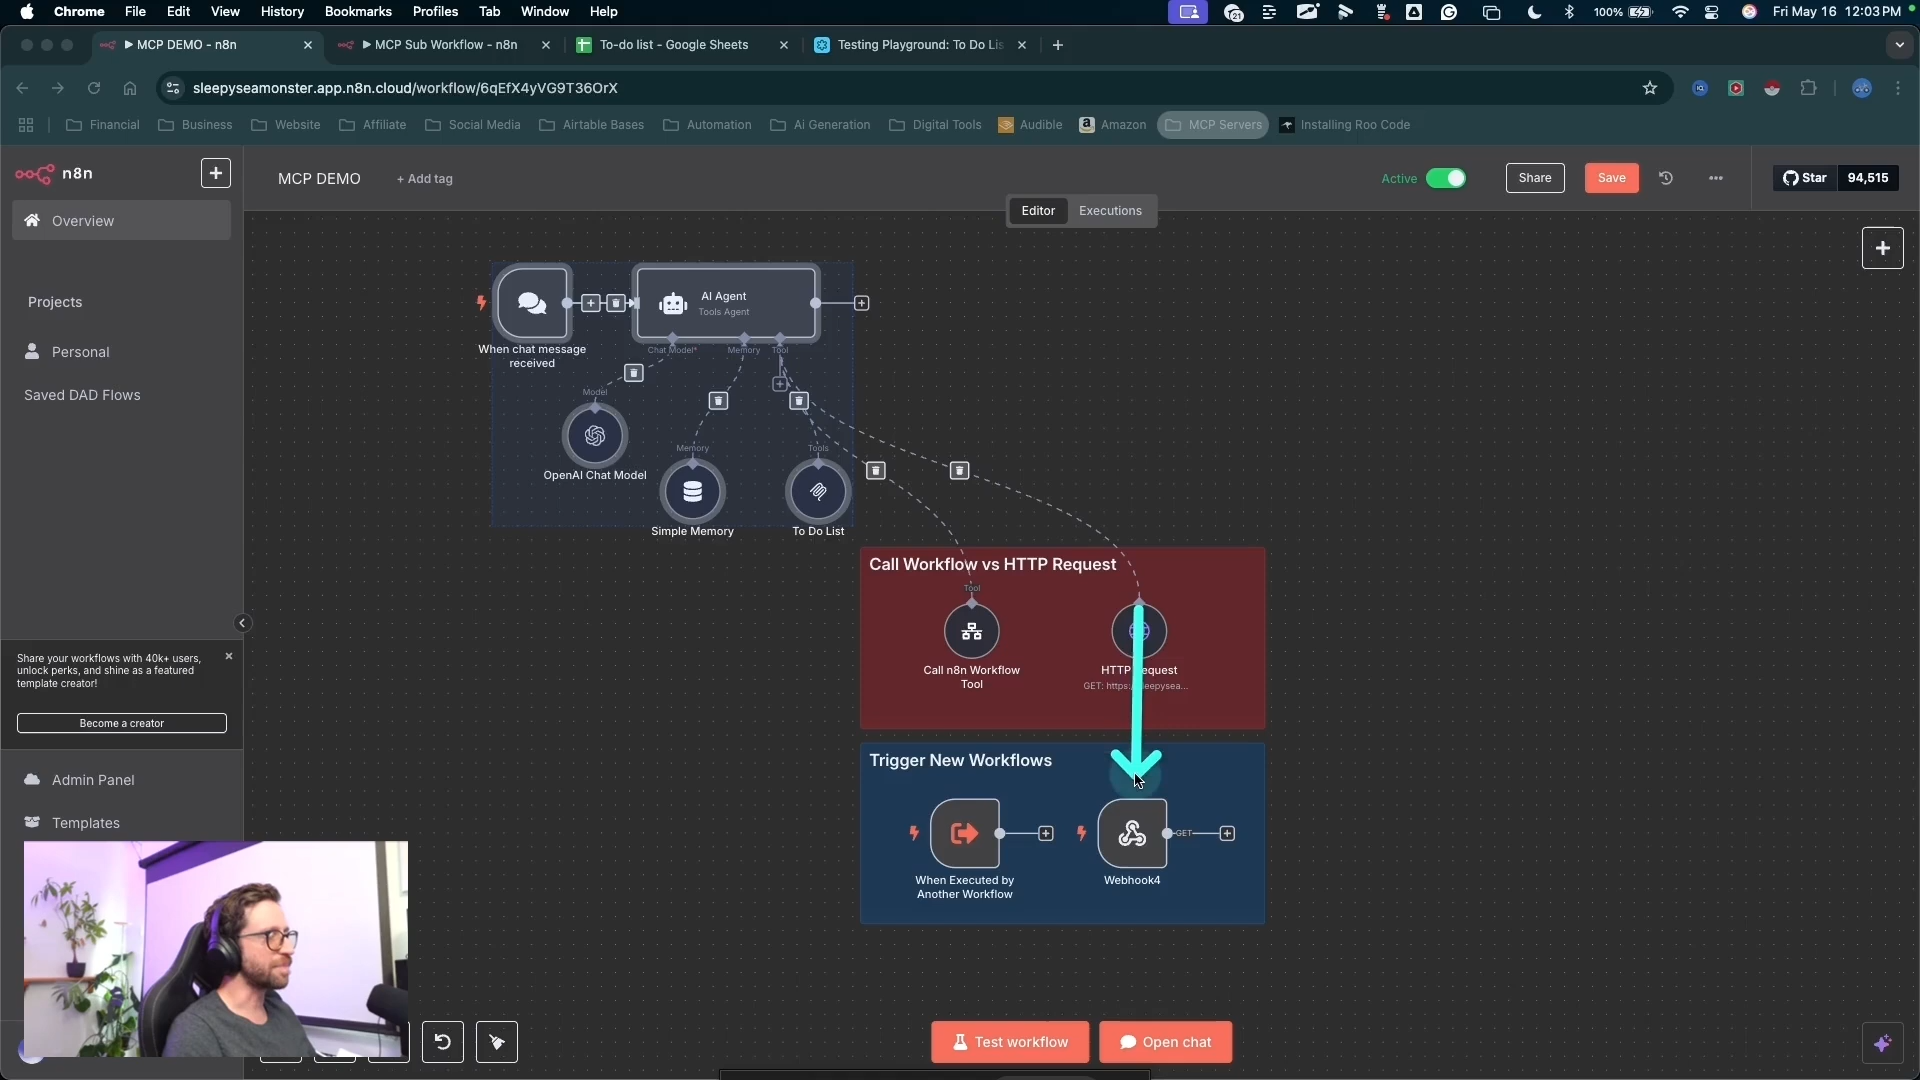 Chrome File Edit View History Bookmarks Profiles Tab Window Help
21 100% Fri May 16 12:03 PM
MCP DEMO - n8n
MCP Sub Workflow - n8n
To-do list - Google Sheets
Testing Playground: To Do Lis
sleepyseamonster.app.n8n.cloud/workflow/6qEfX4yVG9T36OrX
Financial Business Website Affiliate Social Media Airtable Bases Automation Ai Generation Digital Tools Audible Amazon MCP Servers Installing Roo Code
n8n
MCP DEMO + Add tag
Active Share Save Star 94,515
Editor Executions
Overview
Projects
Personal
Saved DAD Flows
Share your workflows with 40k+ users,
unlock perks, and shine as a featured
template creator!
Become a creator
Admin Panel
Templates
AI Agent
Tools Agent
When chat message
received
Chat Model* Memory Tool
Model
OpenAI Chat Model
Memory
Simple Memory
Tools
To Do List
Call Workflow vs HTTP Request
Tool
Call n8n Workflow
Tool
Trigger New Workflows
When Executed by
Another Workflow
GET
Webhook4
Test workflow
Open chat